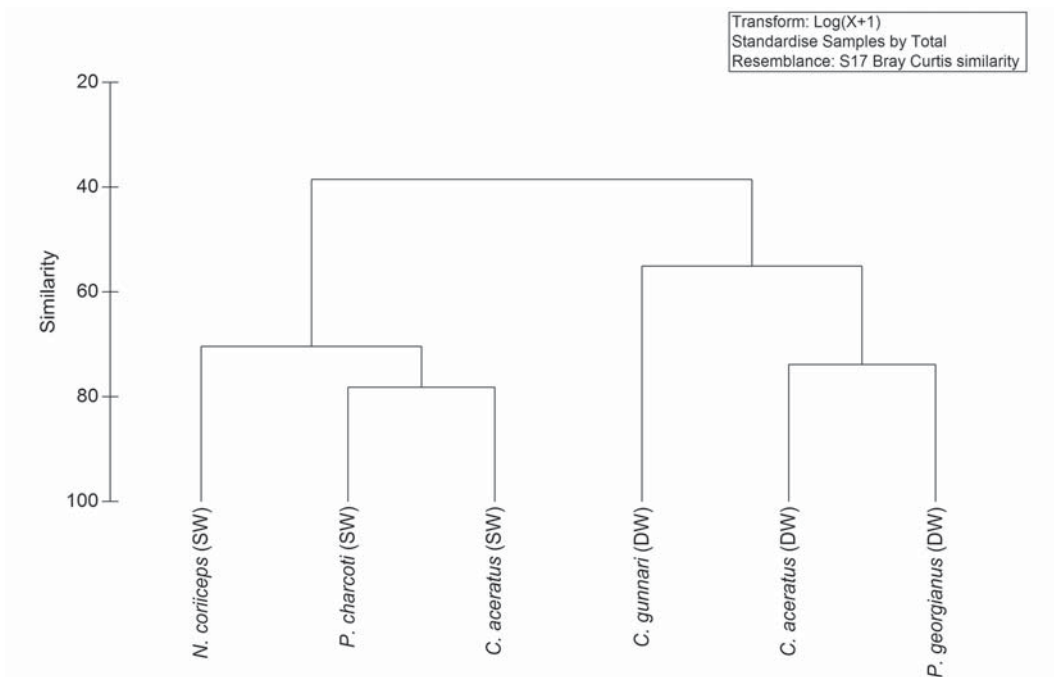 Transform: Log(X+1)
Standardise Samples by Total
Resemblance: S17 Bray Curtis similarity
20
40
60
80
100
Similarity
N. coriiceps (SW)
P. charcoti (SW)
C. aceratus (SW)
C. gunnari (DW)
C. aceratus (DW)
P. georgianus (DW)